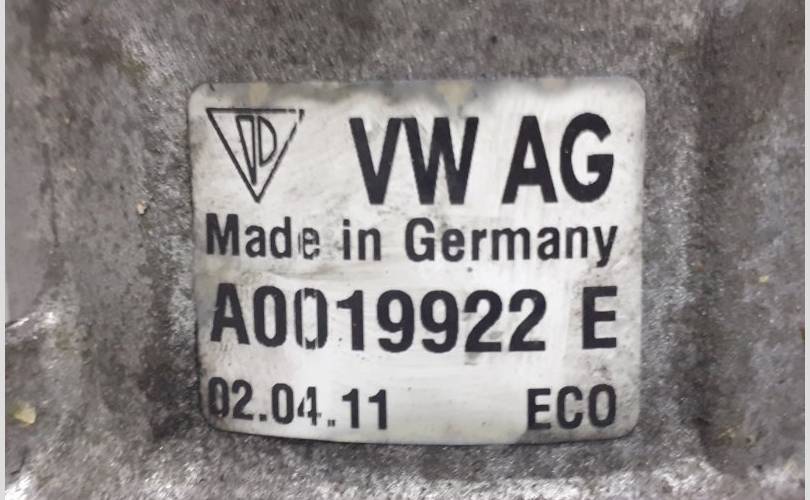 VW AG
Made in Germany
A0019922 E
02.04.11 ECO